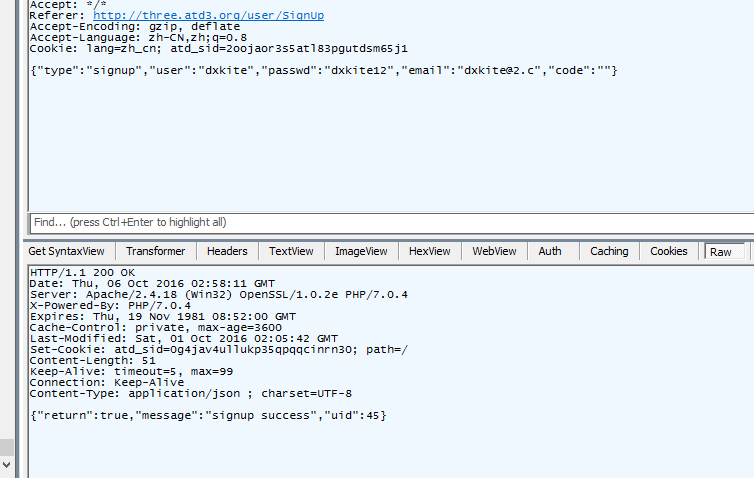 Accept: */*
Referer: http://three.atd3.org/user/SignUp
Accept-Encoding: gzip, deflate
Accept-Language: zh-CN,zh;q=0.8
Cookie: lang=zh_cn; atd_sid=2oojaor3s5atl83pgutdsm65j1
{"type":"signup","user":"dxkite","passwd":"dxkite12","email":"dxkite@2.c","code":""}
Find... (press Ctrl+Enter to highlight all)
Get SyntaxView Transformer Headers TextView ImageView HexView WebView Auth Caching Cookies Raw
HTTP/1.1 200 OK
Date: Thu, 06 Oct 2016 02:58:11 GMT
Server: Apache/2.4.18 (Win32) OpenSSL/1.0.2e PHP/7.0.4
X-Powered-By: PHP/7.0.4
Expires: Thu, 19 Nov 1981 08:52:00 GMT
Cache-Control: private, max-age=3600
Last-Modified: Sat, 01 Oct 2016 02:05:42 GMT
Set-Cookie: atd_sid=0g4jav4ullukp35qpqqcinrn30; path=/
Content-Length: 51
Keep-Alive: timeout=5, max=99
Connection: Keep-Alive
Content-Type: application/json ; charset=UTF-8
{"return":true,"message":"signup success","uid":45}